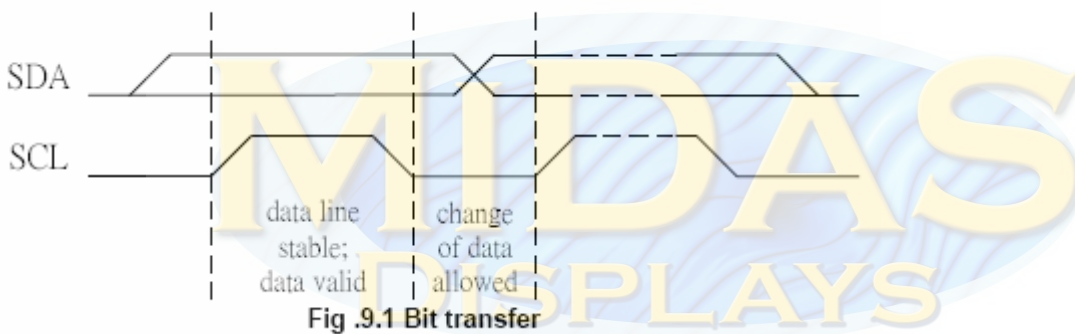 SDA
SCL
data line
stable;
data valid
change
of data
allowed
Fig .9.1 Bit transfer
MIDAS
DISPLAYS